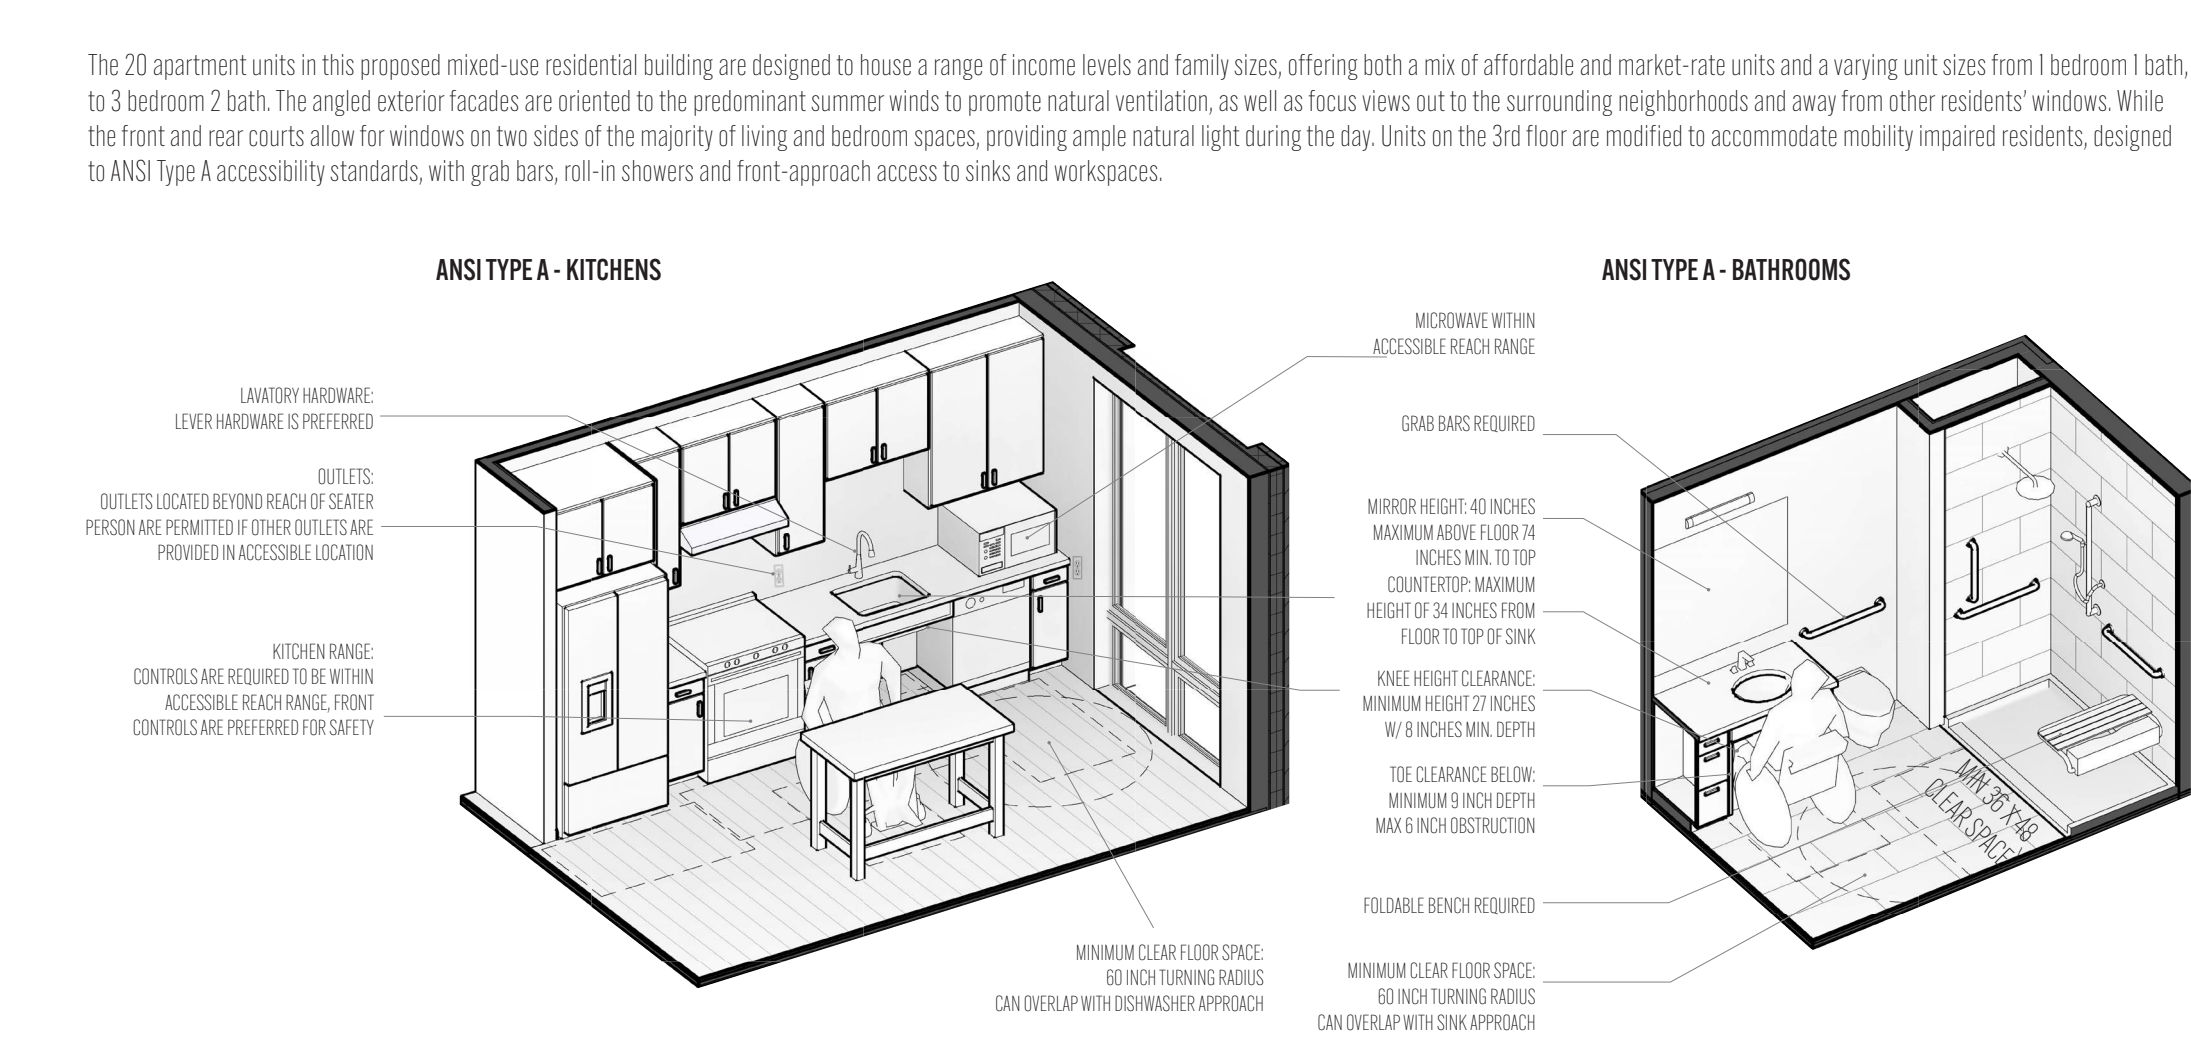 The 20 apartment units in this proposed mixed-use residential building are designed to house a range of income levels and family sizes, offering both a mix of affordable and market-rate units and a varying unit sizes from 1 bedroom 1 bath,
to 3 bedroom 2 bath. The angled exterior facades are oriented to the predominant summer winds to promote natural ventilation, as well as focus views out to the surrounding neighborhoods and away from other residents’ windows. While
the front and rear courts allow for windows on two sides of the majority of living and bedroom spaces, providing ample natural light during the day. Units on the 3rd floor are modified to accommodate mobility impaired residents, designed
to ANSI Type A accessibility standards, with grab bars, roll-in showers and front-approach access to sinks and workspaces.
ANSI TYPE A - KITCHENS
LAVATORY HARDWARE:
LEVER HARDWARE IS PREFERRED
OUTLETS:
OUTLETS LOCATED BEYOND REACH OF SEATER
PERSON ARE PERMITTED IF OTHER OUTLETS ARE
PROVIDED IN ACCESSIBLE LOCATION
KITCHEN RANGE:
CONTROLS ARE REQUIRED TO BE WITHIN
ACCESSIBLE REACH RANGE, FRONT
CONTROLS ARE PREFERRED FOR SAFETY
MINIMUM CLEAR FLOOR SPACE:
60 INCH TURNING RADIUS
CAN OVERLAP WITH DISHWASHER APPROACH
ANSI TYPE A - BATHROOMS
MICROWAVE WITHIN
ACCESSIBLE REACH RANGE
GRAB BARS REQUIRED
MIRROR HEIGHT: 40 INCHES
MAXIMUM ABOVE FLOOR 74
INCHES MIN. TO TOP
COUNTERTOP: MAXIMUM
HEIGHT OF 34 INCHES FROM
FLOOR TO TOP OF SINK
KNEE HEIGHT CLEARANCE:
MINIMUM HEIGHT 27 INCHES
W/ 8 INCHES MIN. DEPTH
TOE CLEARANCE BELOW:
MINIMUM 9 INCH DEPTH
MAX 6 INCH OBSTRUCTION
FOLDABLE BENCH REQUIRED
MINIMUM CLEAR FLOOR SPACE:
60 INCH TURNING RADIUS
CAN OVERLAP WITH SINK APPROACH
MIN 36 X 48
CLEAR SPACE